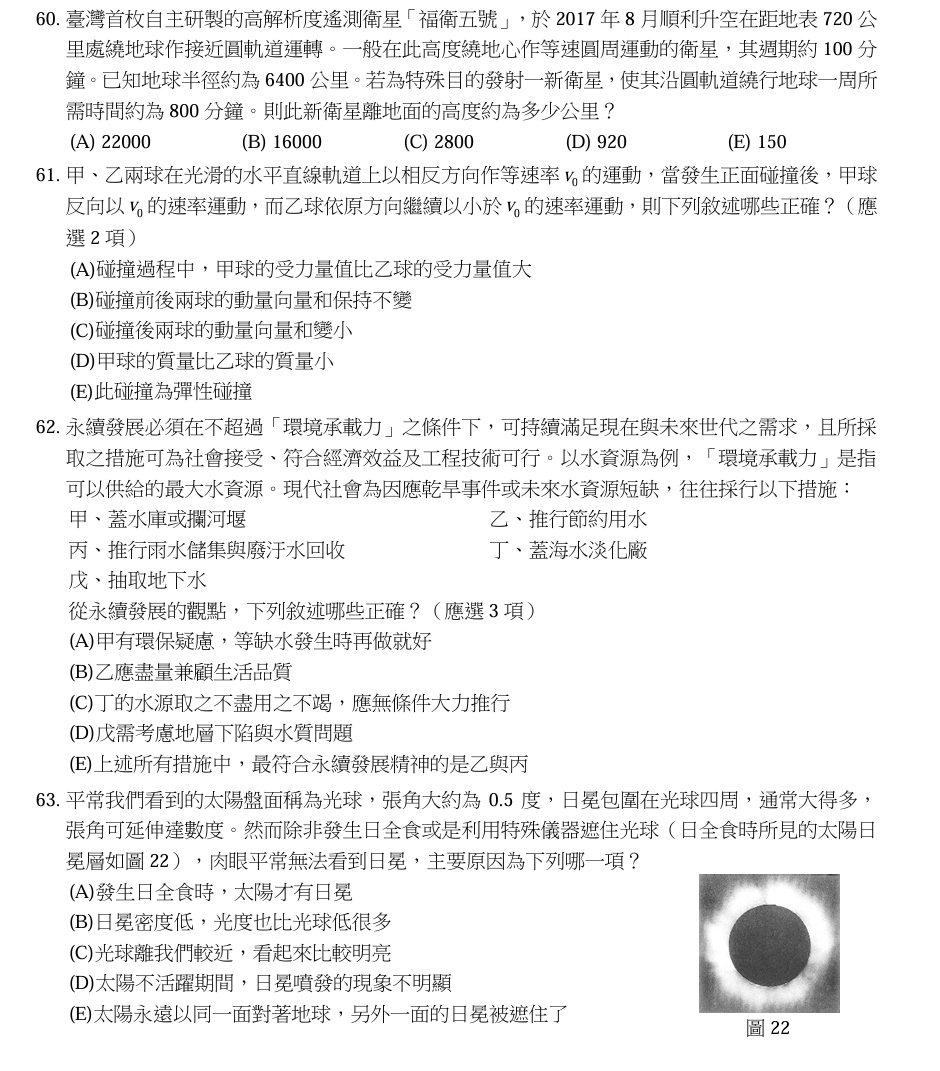 60. 臺灣首枚自主研製的高解析度遙測衛星「福衛五號」，於 2017 年 8 月順利升空在距地表 720 公
里處繞地球作接近圓軌道運轉。一般在此高度繞地心作等速圓周運動的衛星，其週期約 100 分
鐘。已知地球半徑約為 6400 公里。若為特殊目的發射一新衛星，使其沿圓軌道繞行地球一周所
需時間約為 800 分鐘。則此新衛星離地面的高度約為多少公里？
(A) 22000 (B) 16000 (C) 2800 (D) 920 (E) 150
61. 甲、乙兩球在光滑的水平直線軌道上以相反方向作等速率 v₀ 的運動，當發生正面碰撞後，甲球
反向以 v₀ 的速率運動，而乙球依原方向繼續以小於 v₀ 的速率運動，則下列敘述哪些正確？（應
選 2 項）
(A)碰撞過程中，甲球的受力量值比乙球的受力量值大
(B)碰撞前後兩球的動量向量和保持不變
(C)碰撞後兩球的動量向量和變小
(D)甲球的質量比乙球的質量小
(E)此碰撞為彈性碰撞
62. 永續發展必須在不超過「環境承載力」之條件下，可持續滿足現在與未來世代之需求，且所採
取之措施可為社會接受、符合經濟效益及工程技術可行。以水資源為例，「環境承載力」是指
可以供給的最大水資源。現代社會為因應乾旱事件或未來水資源短缺，往往採行以下措施：
甲、蓋水庫或攔河堰 乙、推行節約用水
丙、推行雨水儲集與廢汙水回收 丁、蓋海水淡化廠
戊、抽取地下水
從永續發展的觀點，下列敘述哪些正確？（應選 3 項）
(A)甲有環保疑慮，等缺水發生時再做就好
(B)乙應盡量兼顧生活品質
(C)丁的水源取之不盡用之不竭，應無條件大力推行
(D)戊需考慮地層下陷與水質問題
(E)上述所有措施中，最符合永續發展精神的是乙與丙
63. 平常我們看到的太陽盤面稱為光球，張角大約為 0.5 度，日冕包圍在光球四周，通常大得多，
張角可延伸達數度。然而除非發生日全食或是利用特殊儀器遮住光球（日全食時所見的太陽日
冕層如圖 22），肉眼平常無法看到日冕，主要原因為下列哪一項？
(A)發生日全食時，太陽才有日冕
(B)日冕密度低，光度也比光球低很多
(C)光球離我們較近，看起來比較明亮
(D)太陽不活躍期間，日冕噴發的現象不明顯
(E)太陽永遠以同一面對著地球，另外一面的日冕被遮住了
圖 22